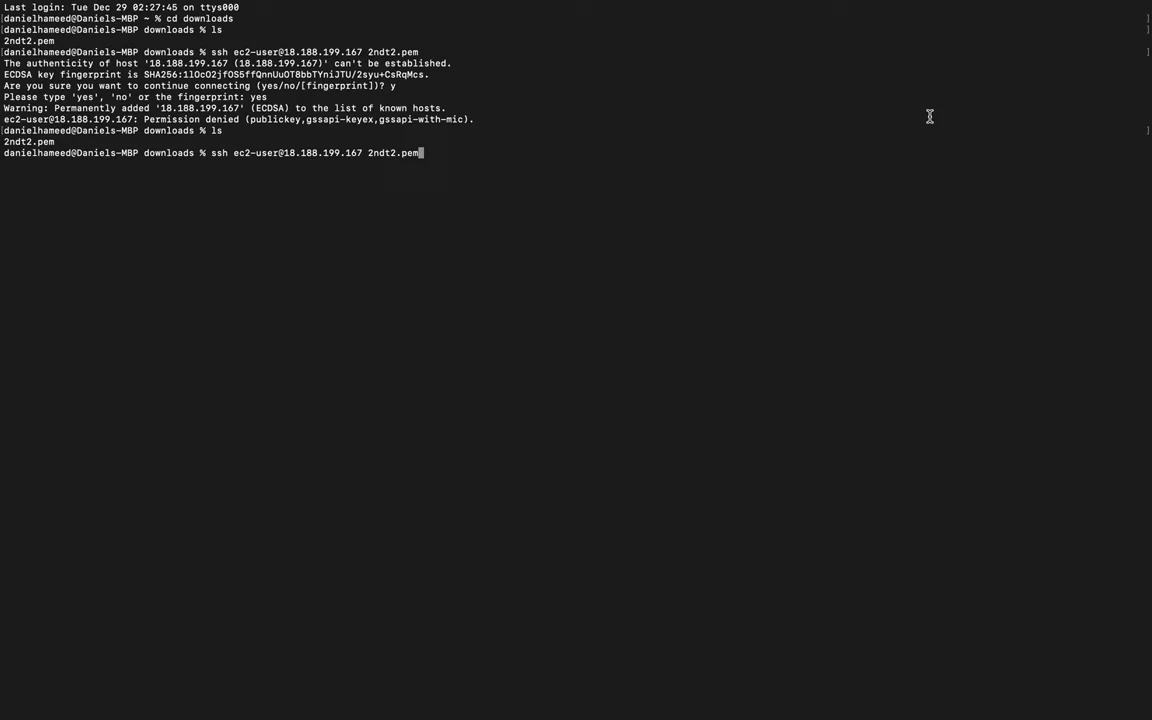 Last login: Tue Dec 29 02:27:45 on ttys000
[danielhameed@Daniels-MBP ~ % cd downloads ]
[danielhameed@Daniels-MBP downloads % ls ]
2ndt2.pem
[danielhameed@Daniels-MBP downloads % ssh ec2-user@18.188.199.167 2ndt2.pem ]
The authenticity of host '18.188.199.167 (18.188.199.167)' can't be established.
ECDSA key fingerprint is SHA256:1lOcO2jfOS5ffQnnUuOT8bbTYniJTU/2syu+CsRqMcs.
Are you sure you want to continue connecting (yes/no/[fingerprint])? y
Please type 'yes', 'no' or the fingerprint: yes
Warning: Permanently added '18.188.199.167' (ECDSA) to the list of known hosts.
ec2-user@18.188.199.167: Permission denied (publickey,gssapi-keyex,gssapi-with-mic).
[danielhameed@Daniels-MBP downloads % ls ]
2ndt2.pem
danielhameed@Daniels-MBP downloads % ssh ec2-user@18.188.199.167 2ndt2.pem